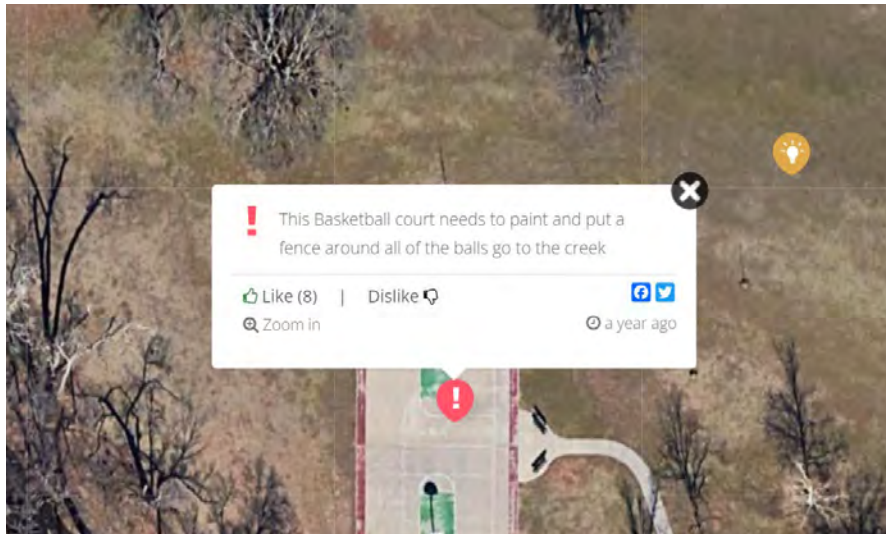 This Basketball court needs to paint and put a
fence around all of the balls go to the creek
Like (8) | Dislike
Zoom in
a year ago